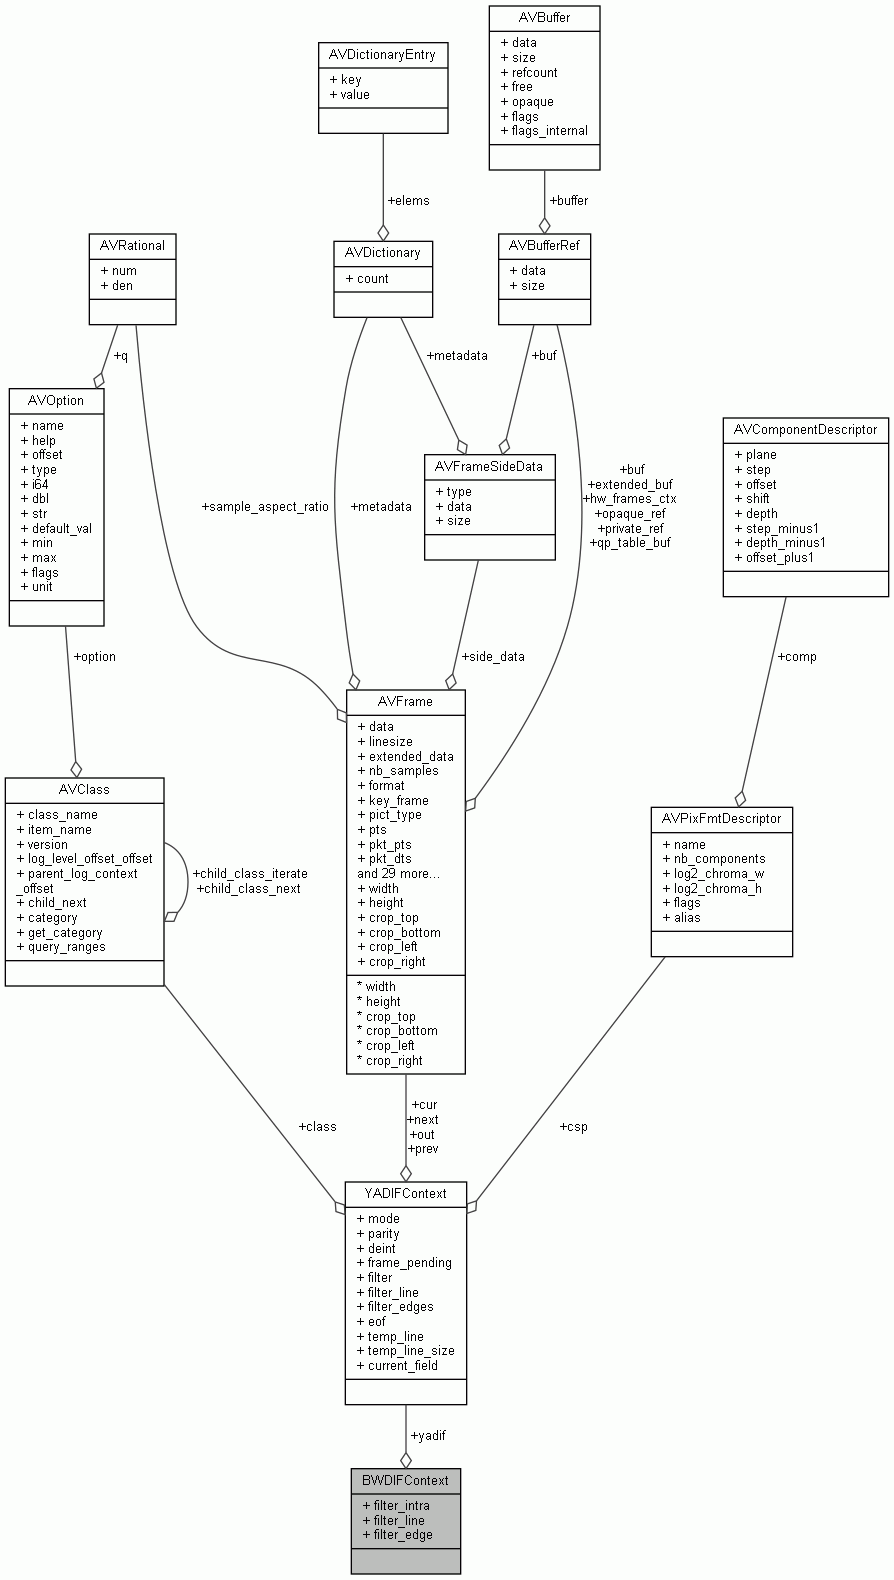 AVBuffer
+ data
+ size
+ refcount
+ free
+ opaque
+ flags
+ flags_internal
AVDictionaryEntry
+ key
+ value
+elems
+buffer
AVRational
+ num
+ den
AVDictionary
+ count
AVBufferRef
+ data
+ size
+q
+metadata
+buf
AVOption
+ name
+ help
+ offset
+ type
+ i64
+ dbl
+ str
+ default_val
+ min
+ max
+ flags
+ unit
AVFrameSideData
+ type
+ data
+ size
AVComponentDescriptor
+ plane
+ step
+ offset
+ shift
+ depth
+ step_minus1
+ depth_minus1
+ offset_plus1
+sample_aspect_ratio
+metadata
+buf
+extended_buf
+hw_frames_ctx
+opaque_ref
+private_ref
+qp_table_buf
+option
+side_data
+comp
AVFrame
+ data
+ linesize
+ extended_data
+ nb_samples
+ format
+ key_frame
+ pict_type
+ pts
+ pkt_pts
+ pkt_dts
and 29 more...
+ width
+ height
+ crop_top
+ crop_bottom
+ crop_left
+ crop_right
* width
* height
* crop_top
* crop_bottom
* crop_left
* crop_right
AVClass
+ class_name
+ item_name
+ version
+ log_level_offset_offset
+ parent_log_context
_offset
+ child_next
+ category
+ get_category
+ query_ranges
+child_class_iterate
+child_class_next
AVPixFmtDescriptor
+ name
+ nb_components
+ log2_chroma_w
+ log2_chroma_h
+ flags
+ alias
+class
+cur
+next
+out
+prev
+csp
YADIFContext
+ mode
+ parity
+ deint
+ frame_pending
+ filter
+ filter_line
+ filter_edges
+ eof
+ temp_line
+ temp_line_size
+ current_field
+yadif
BWDIFContext
+ filter_intra
+ filter_line
+ filter_edge